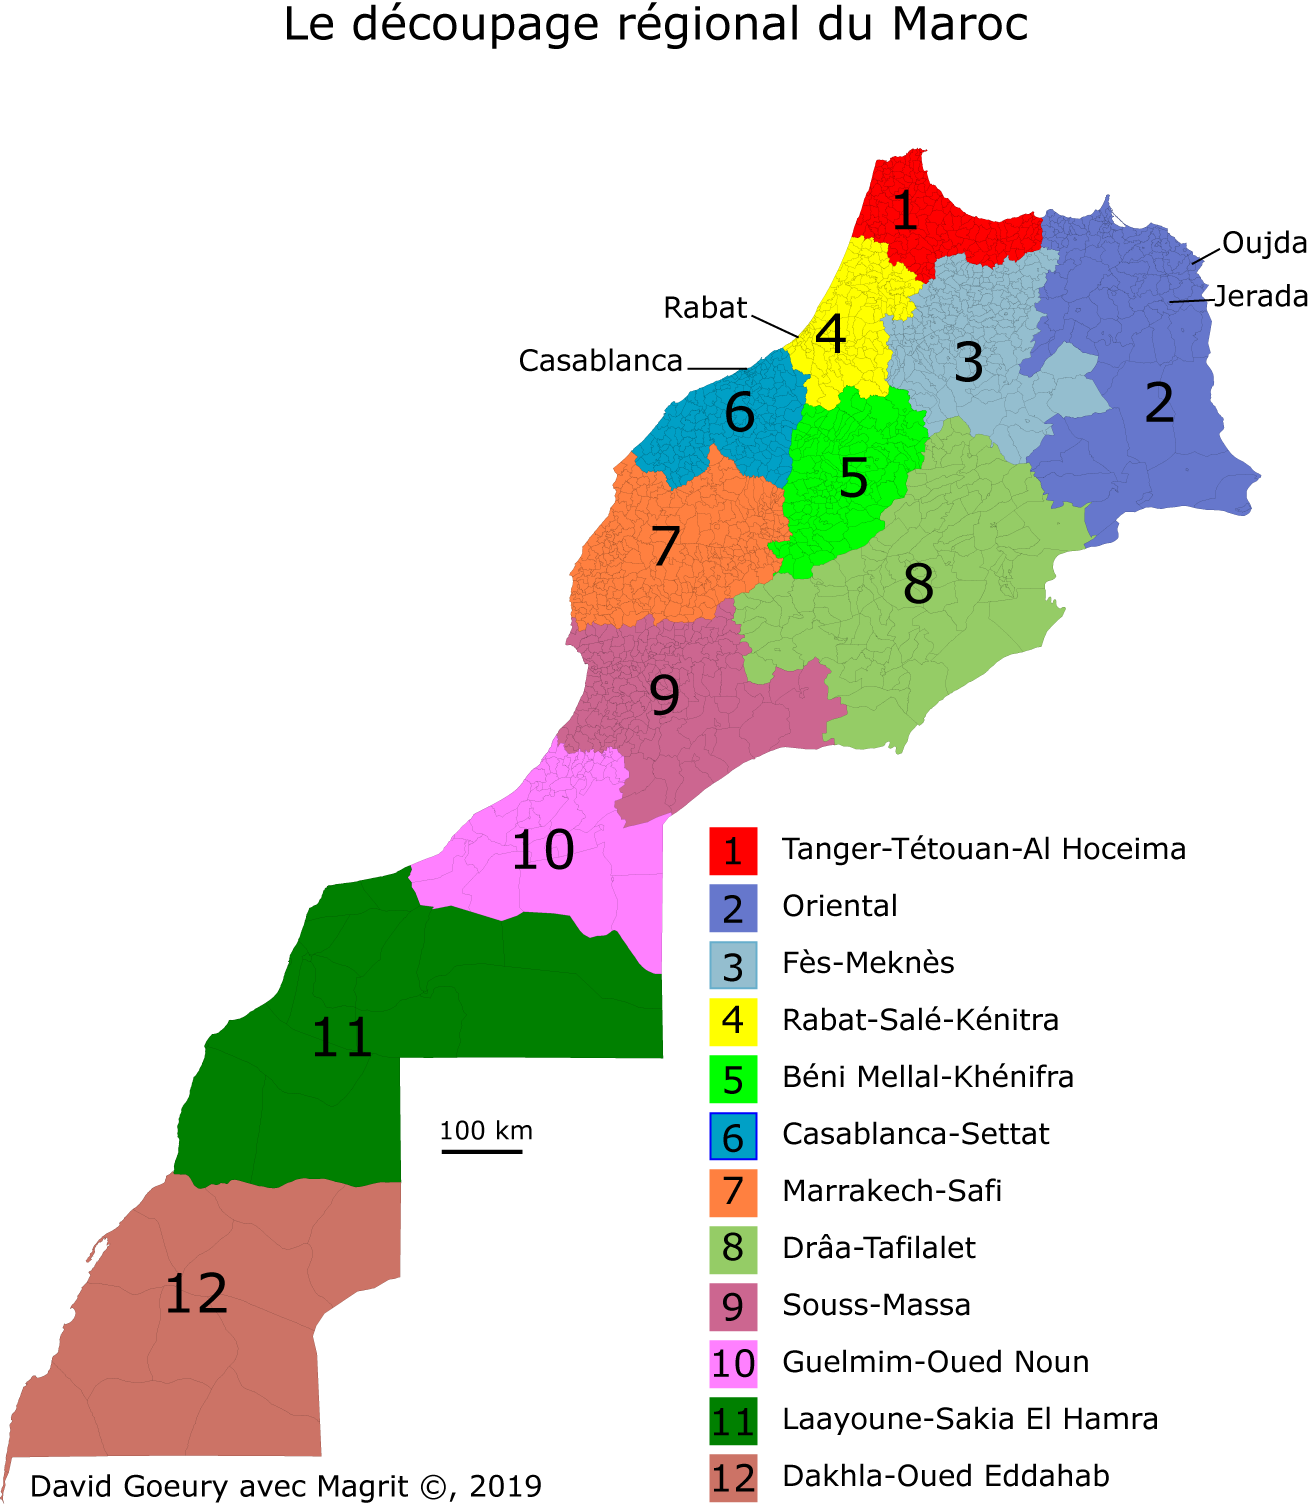 Le découpage régional du Maroc
1
Oujda
Jerada
Rabat
4
Casablanca
3
2
6
5
7
8
9
10
11
100 km
12
1 Tanger-Tétouan-Al Hoceima
2 Oriental
3 Fès-Meknès
4 Rabat-Salé-Kénitra
5 Béni Mellal-Khénifra
6 Casablanca-Settat
7 Marrakech-Safi
8 Drâa-Tafilalet
9 Souss-Massa
10 Guelmim-Oued Noun
11 Laayoune-Sakia El Hamra
12 Dakhla-Oued Eddahab
David Goeury avec Magrit ©, 2019